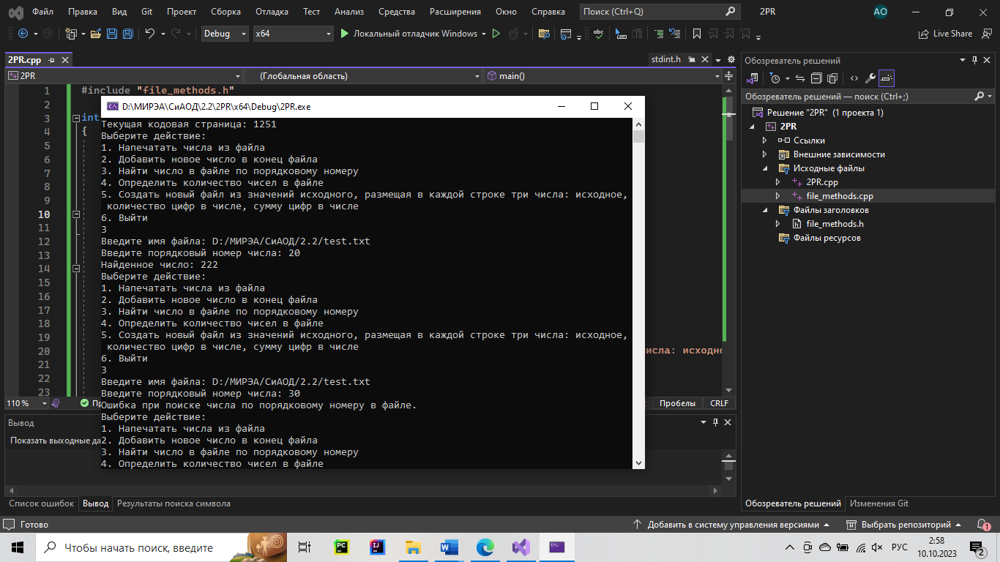 Файл Правка Вид Git Проект Сборка Отладка Тест Анализ Средства Расширения Окно Справка Поиск (Ctrl+Q) 2PR АО
Debug x64 Локальный отладчик Windows Live Share
2PR.cpp stdint.h
2PR (Глобальная область) main()
1 #include "file_methods.h"
2
3 int
4 {
5
6
7
8
9
10
11
12
13
14
15
16
17
18
19
20 исла: исходно
21
22
23
D:\МИРЭА\СиАОД\2.2\2PR\x64\Debug\2PR.exe
Текущая кодовая страница: 1251
Выберите действие:
1. Напечатать числа из файла
2. Добавить новое число в конец файла
3. Найти число в файле по порядковому номеру
4. Определить количество чисел в файле
5. Создать новый файл из значений исходного, размещая в каждой строке три числа: исходное,
количество цифр в числе, сумму цифр в числе
6. Выйти
3
Введите имя файла: D:/МИРЭА/СиАОД/2.2/test.txt
Введите порядковый номер числа: 20
Найденное число: 222
Выберите действие:
1. Напечатать числа из файла
2. Добавить новое число в конец файла
3. Найти число в файле по порядковому номеру
4. Определить количество чисел в файле
5. Создать новый файл из значений исходного, размещая в каждой строке три числа: исходное,
количество цифр в числе, сумму цифр в числе
6. Выйти
3
Введите имя файла: D:/МИРЭА/СиАОД/2.2/test.txt
Введите порядковый номер числа: 30
Ошибка при поиске числа по порядковому номеру в файле.
Выберите действие:
1. Напечатать числа из файла
2. Добавить новое число в конец файла
3. Найти число в файле по порядковому номеру
4. Определить количество чисел в файле
110 % Пробелы CRLF
Вывод
Показать выходные да
Список ошибок Вывод Результаты поиска символа
Обозреватель решений
Обозреватель решений — поиск (Ctrl+;)
Решение "2PR" (1 проекта 1)
2PR
Ссылки
Внешние зависимости
Исходные файлы
2PR.cpp
file_methods.cpp
Файлы заголовков
file_methods.h
Файлы ресурсов
Обозреватель решений Изменения Git
Готово Добавить в систему управления версиями Выбрать репозиторий 1
Чтобы начать поиск, введите РУС 2:58
10.10.2023 2